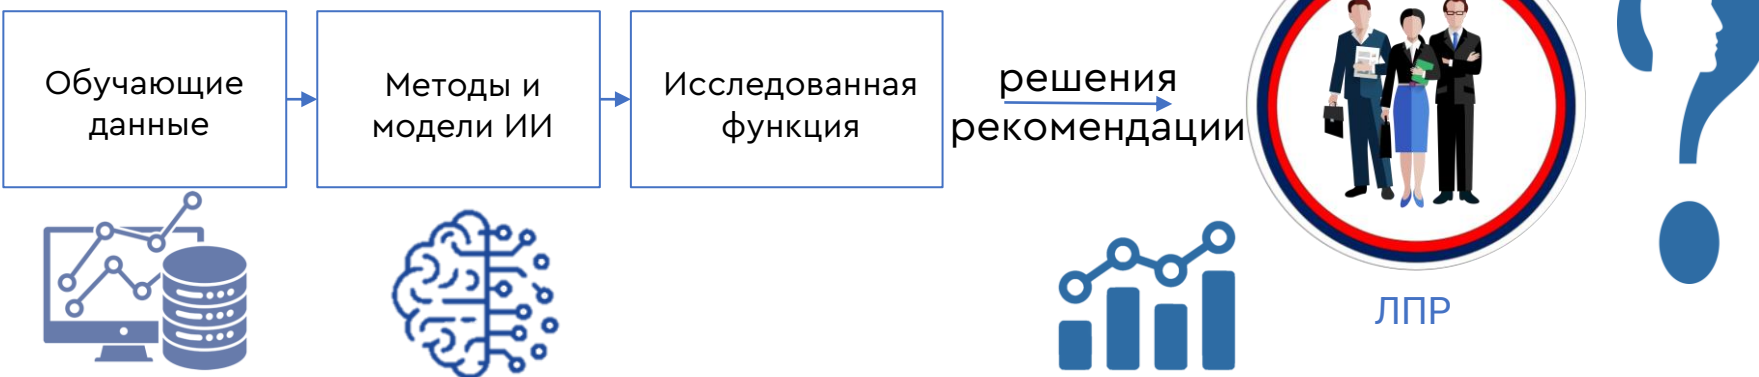 Обучающие
данные
Методы и
модели ИИ
Исследованная
функция
решения
рекомендации
ЛПР